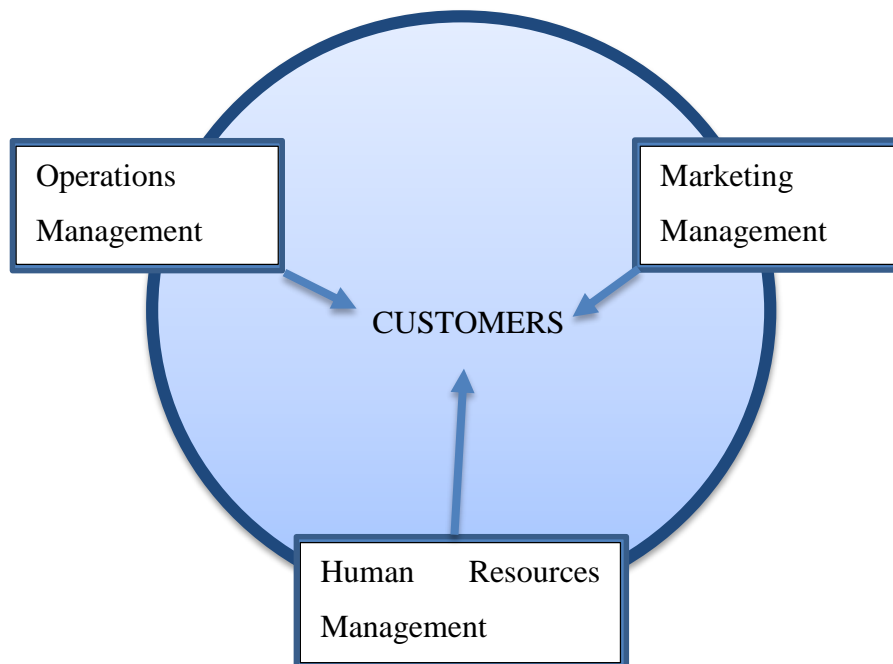 Operations
Management
Marketing
Management
CUSTOMERS
Human Resources
Management